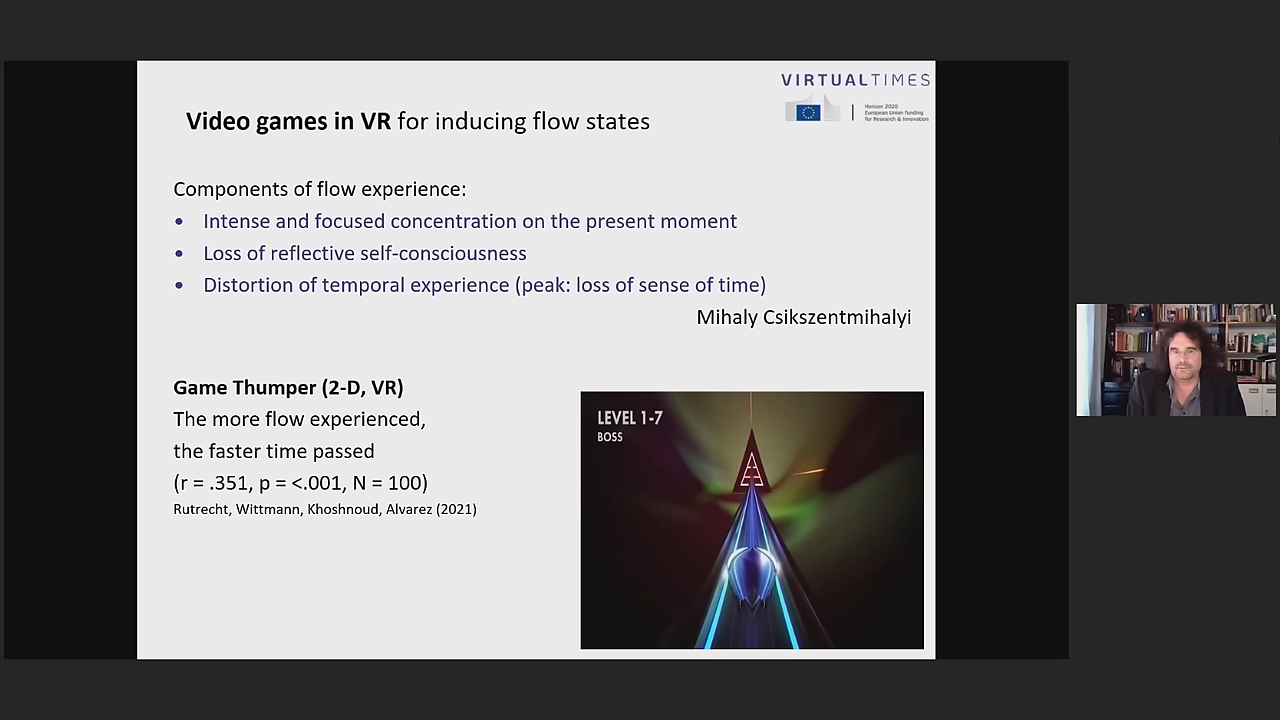 VIRTUALTIMES
Horizon 2020
European Union funding
for Research & Innovation
Video games in VR for inducing flow states
Components of flow experience:
• Intense and focused concentration on the present moment
• Loss of reflective self-consciousness
• Distortion of temporal experience (peak: loss of sense of time)
Mihaly Csikszentmihalyi
Game Thumper (2-D, VR)
The more flow experienced,
the faster time passed
(r = .351, p = <.001, N = 100)
Rutrecht, Wittmann, Khoshnoud, Alvarez (2021)
LEVEL 1-7
BOSS